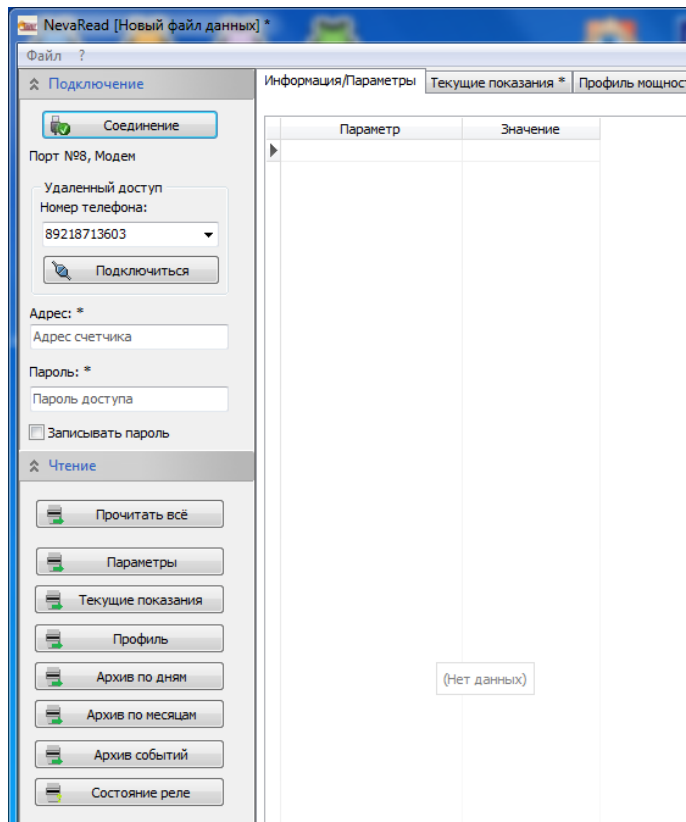 NevaRead [Новый файл данных] *
Файл ?
Подключение
Соединение
Порт №8, Модем
Удаленный доступ
Номер телефона:
89218713603
Подключиться
Адрес: *
Адрес счетчика
Пароль: *
Пароль доступа
Записывать пароль
Чтение
Прочитать всё
Параметры
Текущие показания
Профиль
Архив по дням
Архив по месяцам
Архив событий
Состояние реле
Информация/Параметры Текущие показания * Профиль мощнос
Параметр Значение
(Нет данных)